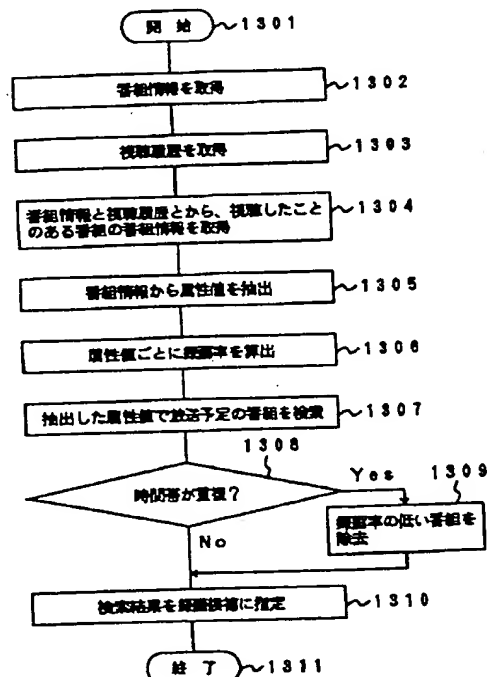 開 始
1301
番組情報を取得
1302
視聴履歴を取得
1303
番組情報と視聴履歴とから、視聴したこと
のある番組の番組情報を取得
1304
番組情報から属性値を抽出
1305
属性値ごとに録画率を算出
1306
抽出した属性値で放送予定の番組を検索
1307
時間帯が重複?
1308
Yes
1309
録画率の低い番組を
除去
No
検索結果を録画候補に指定
1310
終 了
1311